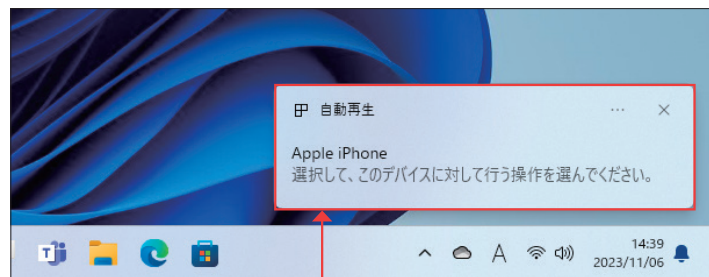 自動再生
Apple iPhone
選択して、このデバイスに対して行う操作を選んでください。
A
14:39
2023/11/06